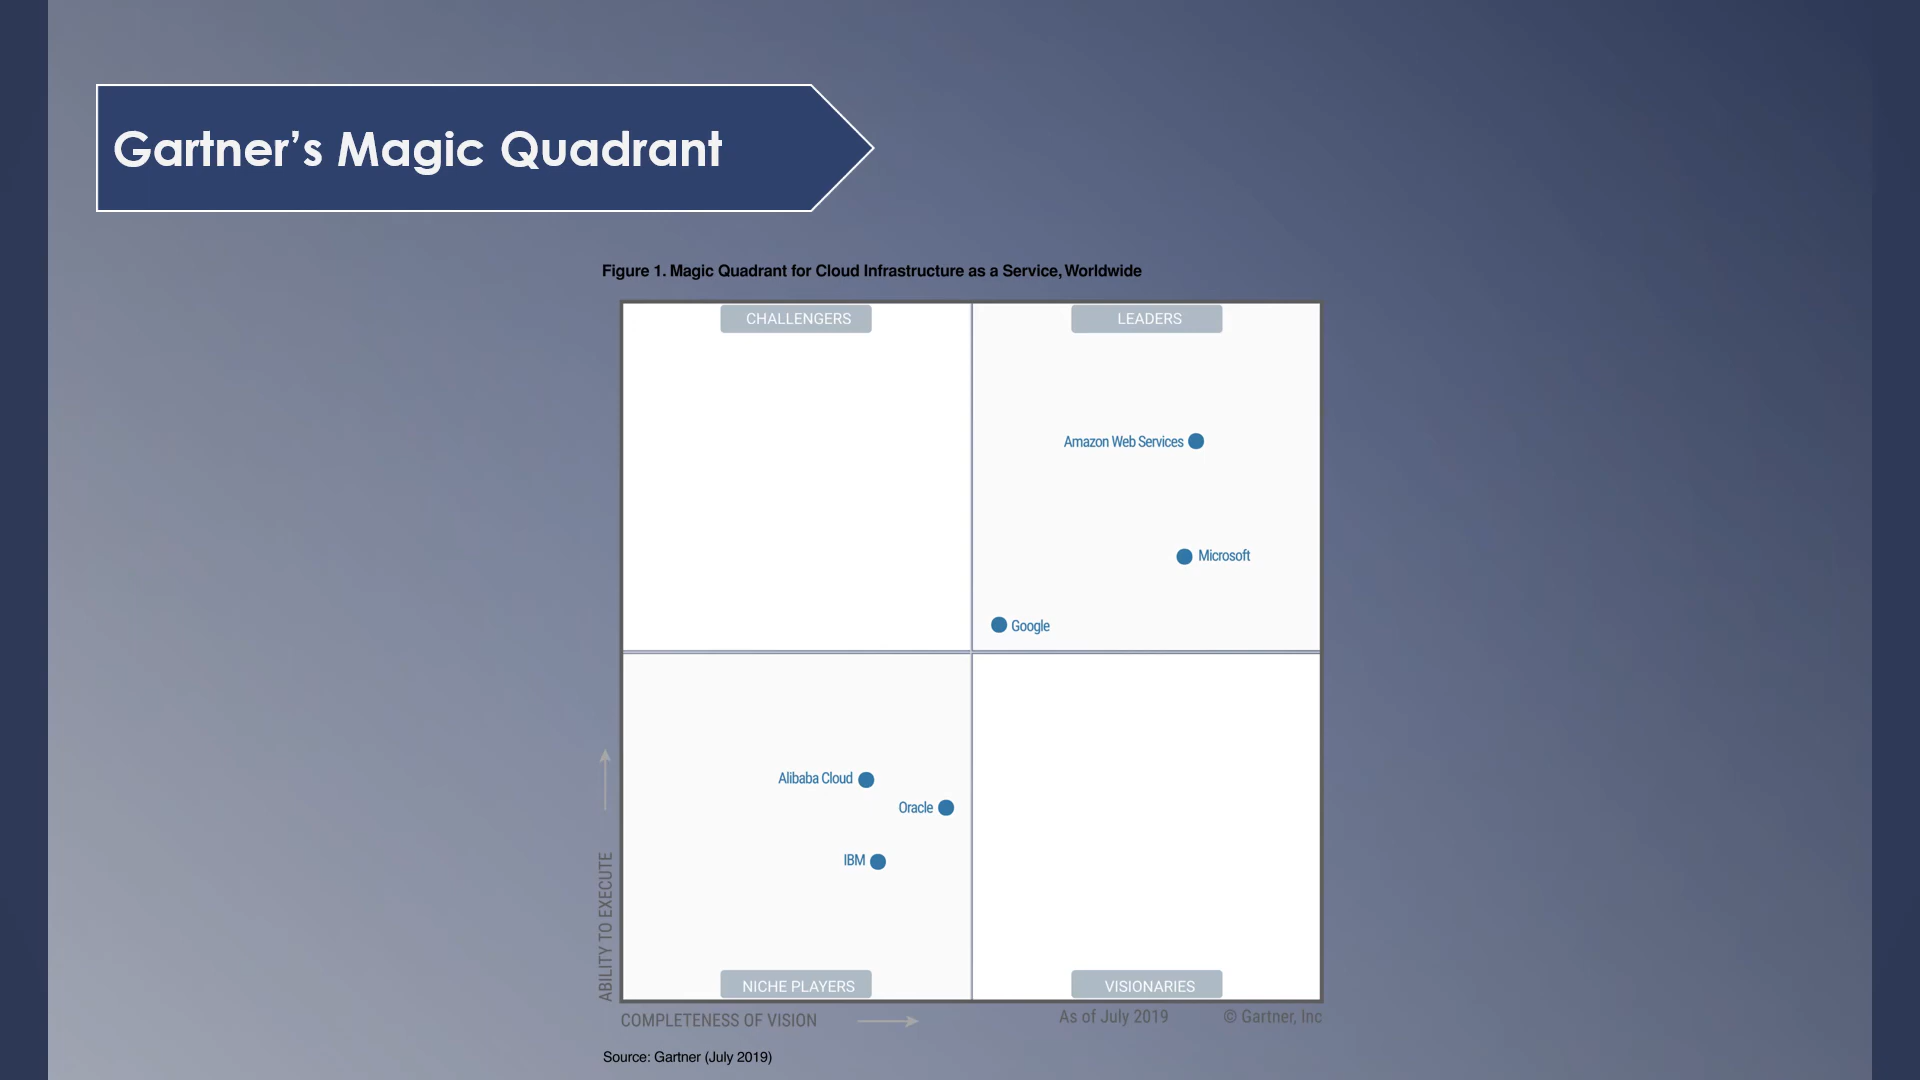 Gartner’s Magic Quadrant
Figure 1. Magic Quadrant for Cloud Infrastructure as a Service, Worldwide
CHALLENGERS
LEADERS
Amazon Web Services
Microsoft
Google
Alibaba Cloud
Oracle
IBM
NICHE PLAYERS
VISIONARIES
ABILITY TO EXECUTE
COMPLETENESS OF VISION
As of July 2019
© Gartner, Inc
Source: Gartner (July 2019)